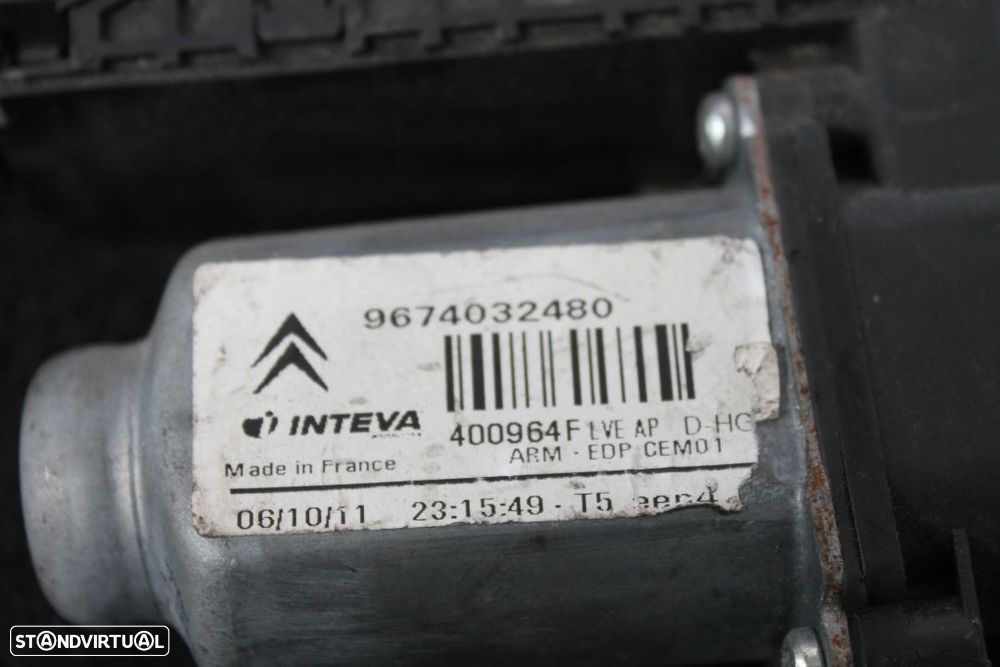 9674032480
INTEVA
400964F LVE AP D-HG
ARM - EDP CEM01
Made in France
06/10/11 23:15:49 - T5
STANDVIRTUAL